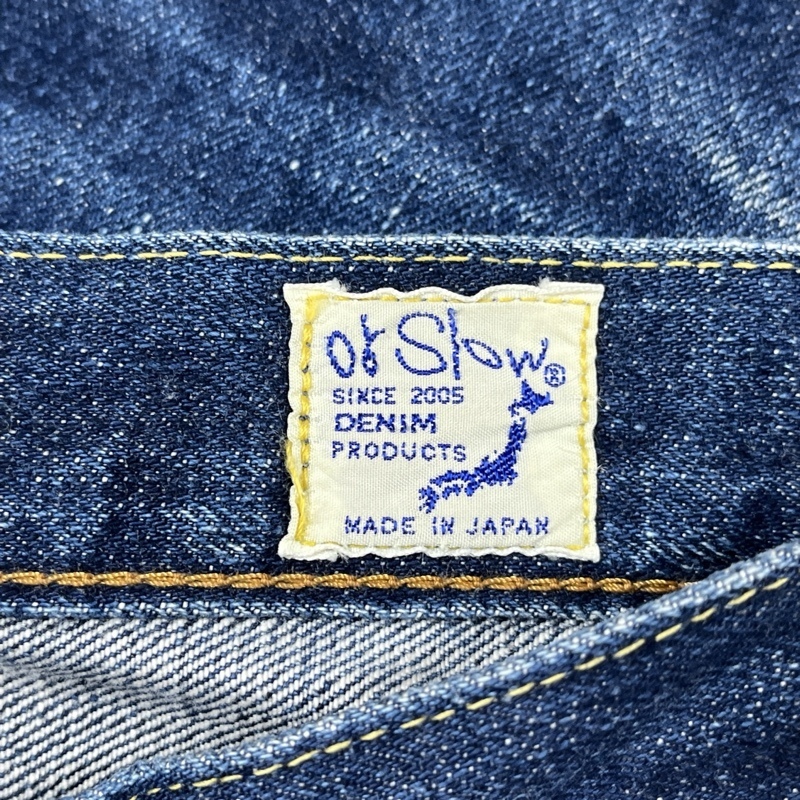 or Slow®
SINCE 2005
DENIM
PRODUCTS
MADE IN JAPAN